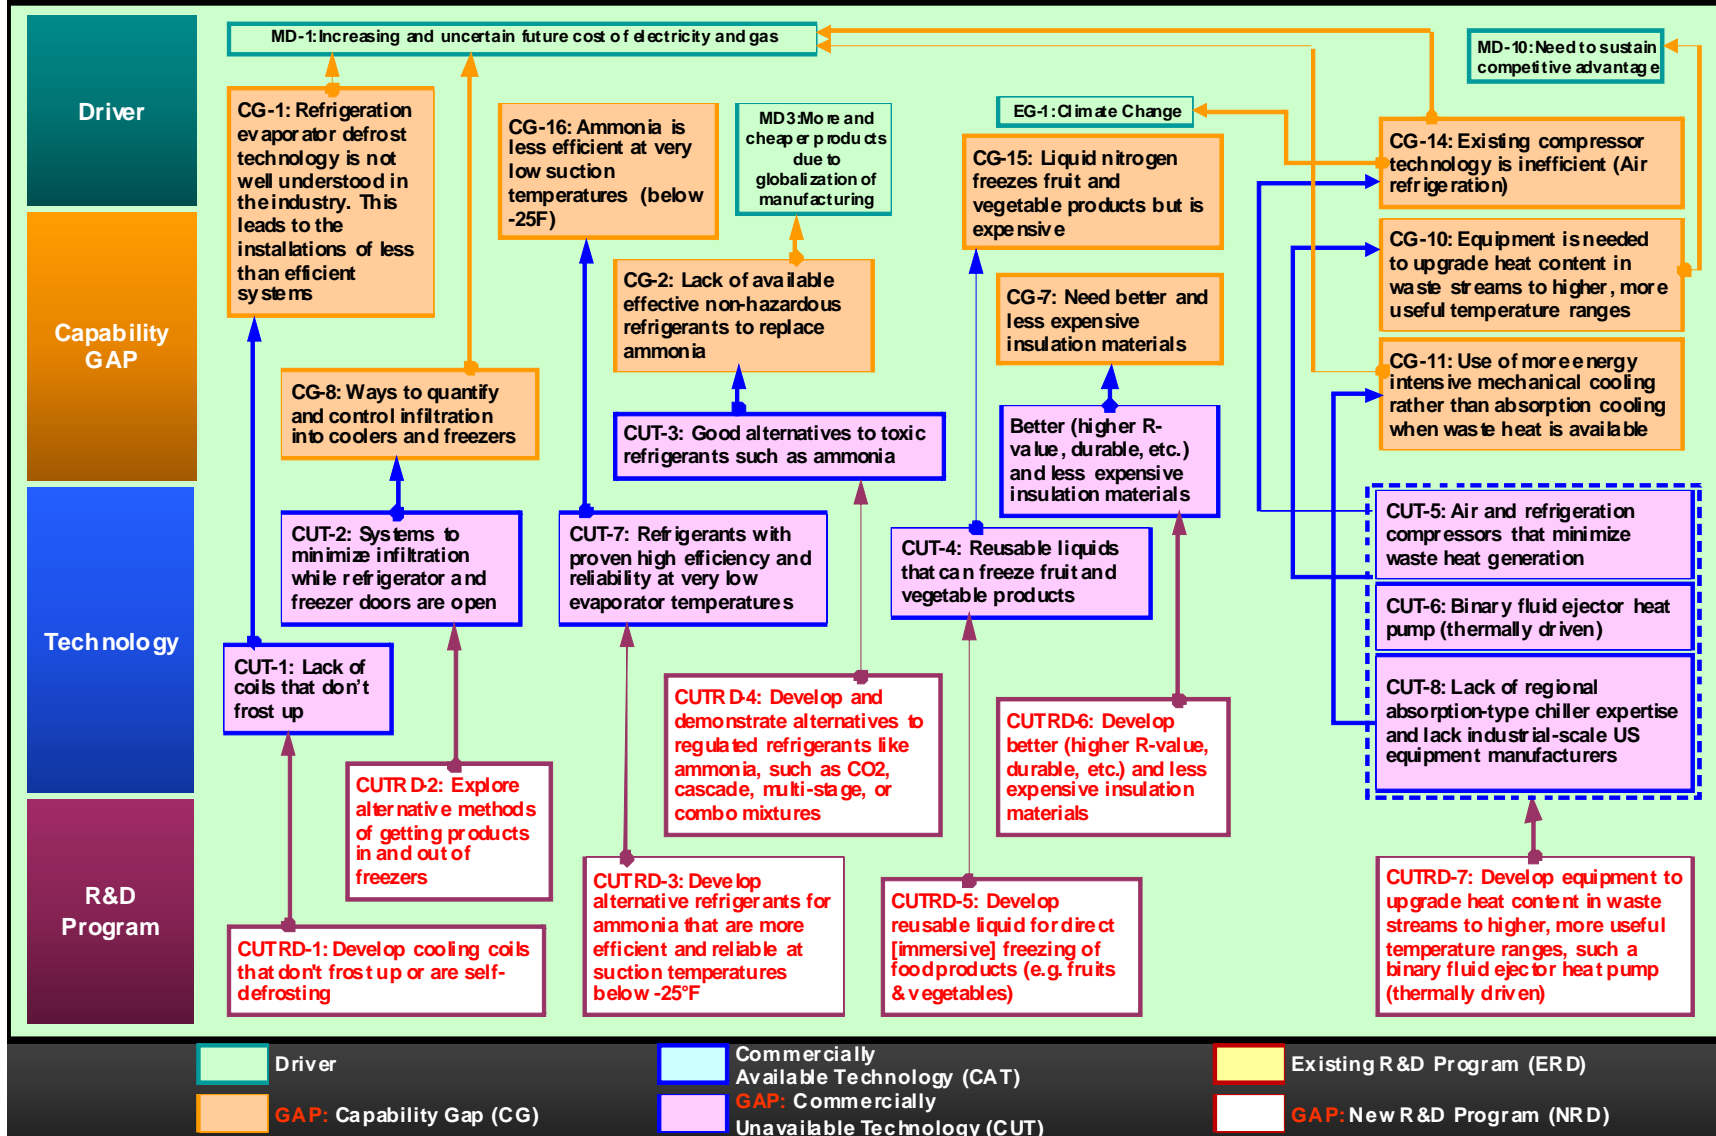 Driver
Capability
GAP
Technology
R&D
Program
MD-1:Increasing and uncertain future cost of electricity and gas
MD-10:Need to sustain
competitive advantage
CG-1: Refrigeration
evaporator defrost
technology is not
well understood in
the industry. This
leads to the
installations of less
than efficient
systems
CG-16: Ammonia is
less efficient at very
low suction
temperatures (below
-25F)
MD3:More and
cheaper products
due to
globalization of
manufacturing
EG-1:Climate Change
CG-15: Liquid nitrogen
freezes fruit and
vegetable products but is
expensive
CG-14: Existing compressor
technology is inefficient (Air
refrigeration)
CG-10: Equipment is needed
to upgrade heat content in
waste streams to higher, more
useful temperature ranges
CG-2: Lack of available
effective non-hazardous
refrigerants to replace
ammonia
CG-7: Need better and
less expensive
insulation materials
CG-11: Use of more energy
intensive mechanical cooling
rather than absorption cooling
when waste heat is available
CG-8: Ways to quantify
and control infiltration
into coolers and freezers
CUT-3: Good alternatives to toxic
refrigerants such as ammonia
Better (higher R-
value, durable, etc.)
and less expensive
insulation materials
CUT-2: Systems to
minimize infiltration
while refrigerator and
freezer doors are open
CUT-7: Refrigerants with
proven high efficiency and
reliability at very low
evaporator temperatures
CUT-4: Reusable liquids
that can freeze fruit and
vegetable products
CUT-5: Air and refrigeration
compressors that minimize
waste heat generation
CUT-6: Binary fluid ejector heat
pump (thermally driven)
CUT-8: Lack of regional
absorption-type chiller expertise
and lack industrial-scale US
equipment manufacturers
CUT-1: Lack of
coils that don't
frost up
CUTRD-4: Develop and
demonstrate alternatives to
regulated refrigerants like
ammonia, such as CO2,
cascade, multi-stage, or
combo mixtures
CUTRD-6: Develop
better (higher R-value,
durable, etc.) and less
expensive insulation
materials
CUTRD-2: Explore
alternative methods
of getting products
in and out of
freezers
CUTRD-3: Develop
alternative refrigerants for
ammonia that are more
efficient and reliable at
suction temperatures
below -25°F
CUTRD-5: Develop
reusable liquid for direct
[immersive] freezing of
food products (e.g. fruits
& vegetables)
CUTRD-7: Develop equipment to
upgrade heat content in waste
streams to higher, more useful
temperature ranges, such a
binary fluid ejector heat pump
(thermally driven)
CUTRD-1: Develop cooling coils
that don't frost up or are self-
defrosting
Driver
Commercially
Available Technology (CAT)
Existing R&D Program (ERD)
GAP: Capability Gap (CG)
GAP: Commercially
Unavailable Technology (CUT)
GAP: New R&D Program (NRD)